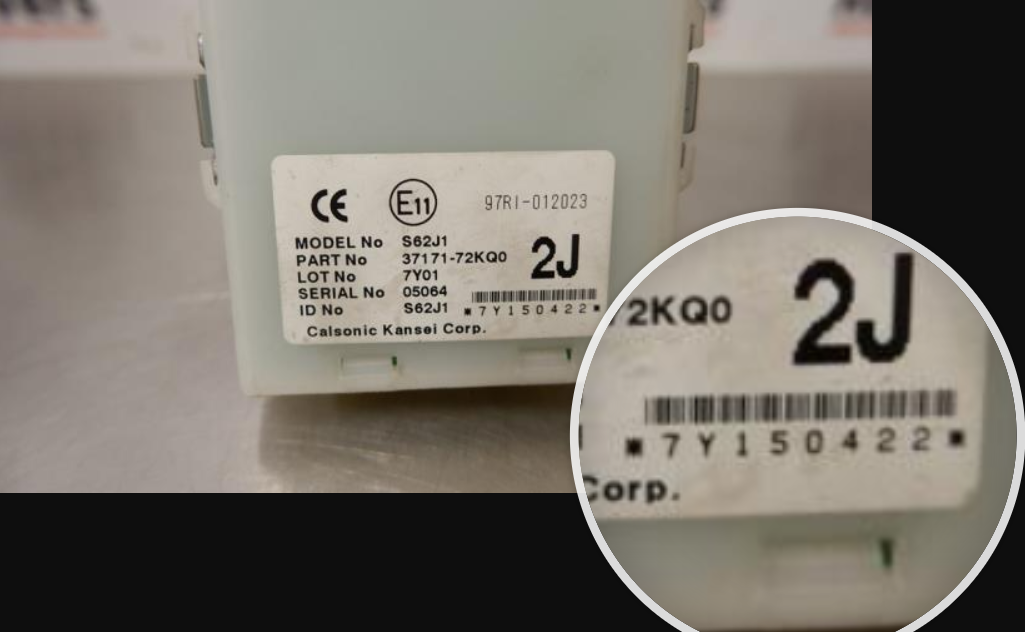 CE E11 97RI-012023
MODEL No S62J1
PART No 37171-72KQ0
2J
LOT No 7Y01
SERIAL No 05064
ID No S62J1
*7Y150422*
Calsonic Kansei Corp.
72KQ0
2J
*7Y150422*
Corp.